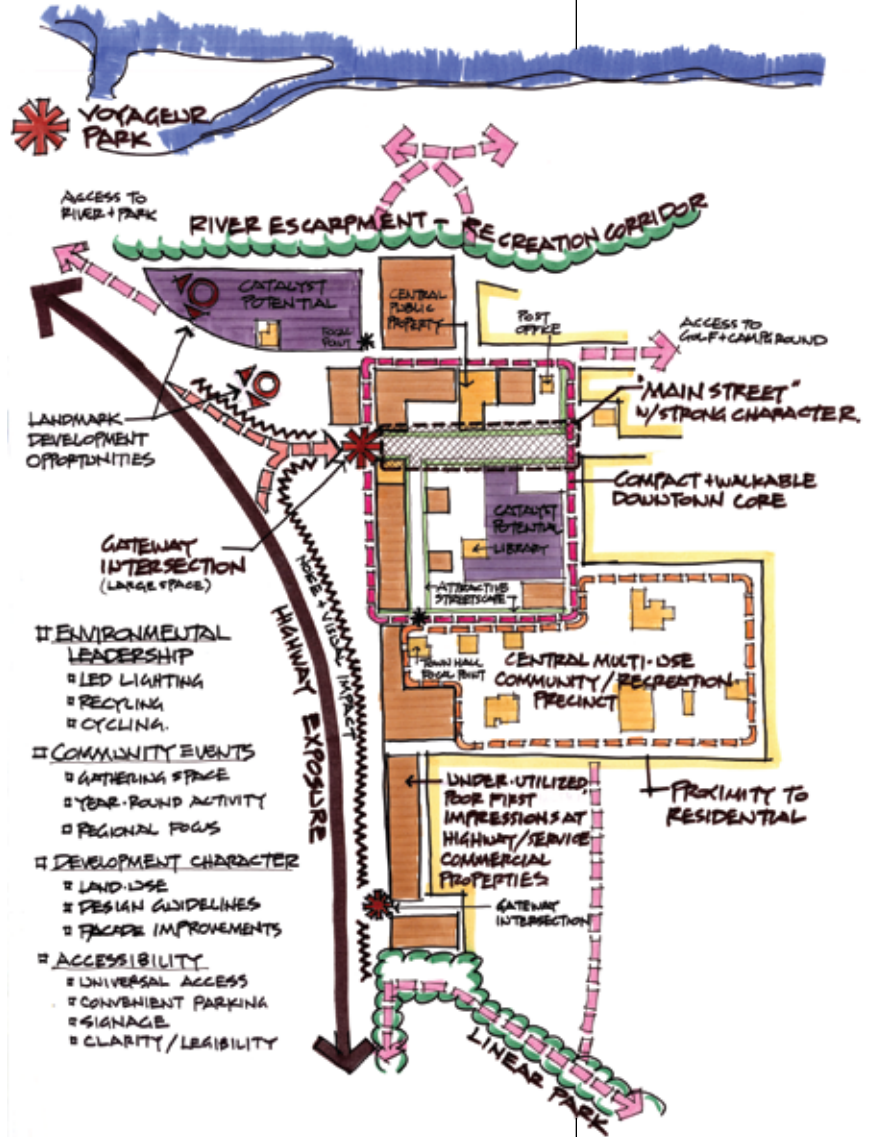 VOYAGEUR
PARK
ACCESS TO
RIVER + PARK
RIVER ESCARPMENT - RECREATION CORRIDOR
CATALYST
POTENTIAL
FOCAL
POINT
CENTRAL
PUBLIC
PROPERTY
POST
OFFICE
ACCESS TO
GOLF + CAMPGROUND
"MAIN STREET"
W/STRONG CHARACTER.
LANDMARK
DEVELOPMENT
OPPORTUNITIES
COMPACT + WALKABLE
DOWNTOWN CORE
CATALYST
POTENTIAL
LIBRARY
GATEWAY
INTERSECTION
(LARGE SPACE)
ATTRACTIVE
STREETSCAPE
NOISE + VISUAL IMPACT
HIGHWAY EXPOSURE
TOWN HALL
FOCAL POINT
CENTRAL MULTI-USE
COMMUNITY/RECREATION
PRECINCT
ENVIRONMENTAL
LEADERSHIP
LED LIGHTING
RECYCLING
CYCLING.
COMMUNITY EVENTS
GATHERING SPACE
YEAR-ROUND ACTIVITY
REGIONAL FOCUS
DEVELOPMENT CHARACTER
LAND-USE
DESIGN GUIDELINES
FACADE IMPROVEMENTS
ACCESSIBILITY
UNIVERSAL ACCESS
CONVENIENT PARKING
SIGNAGE
CLARITY/LEGIBILITY
UNDER-UTILIZED
POOR FIRST
IMPRESSIONS AT
HIGHWAY/SERVICE
COMMERCIAL
PROPERTIES
PROXIMITY TO
RESIDENTIAL
GATEWAY
INTERSECTION
LINEAR PARK